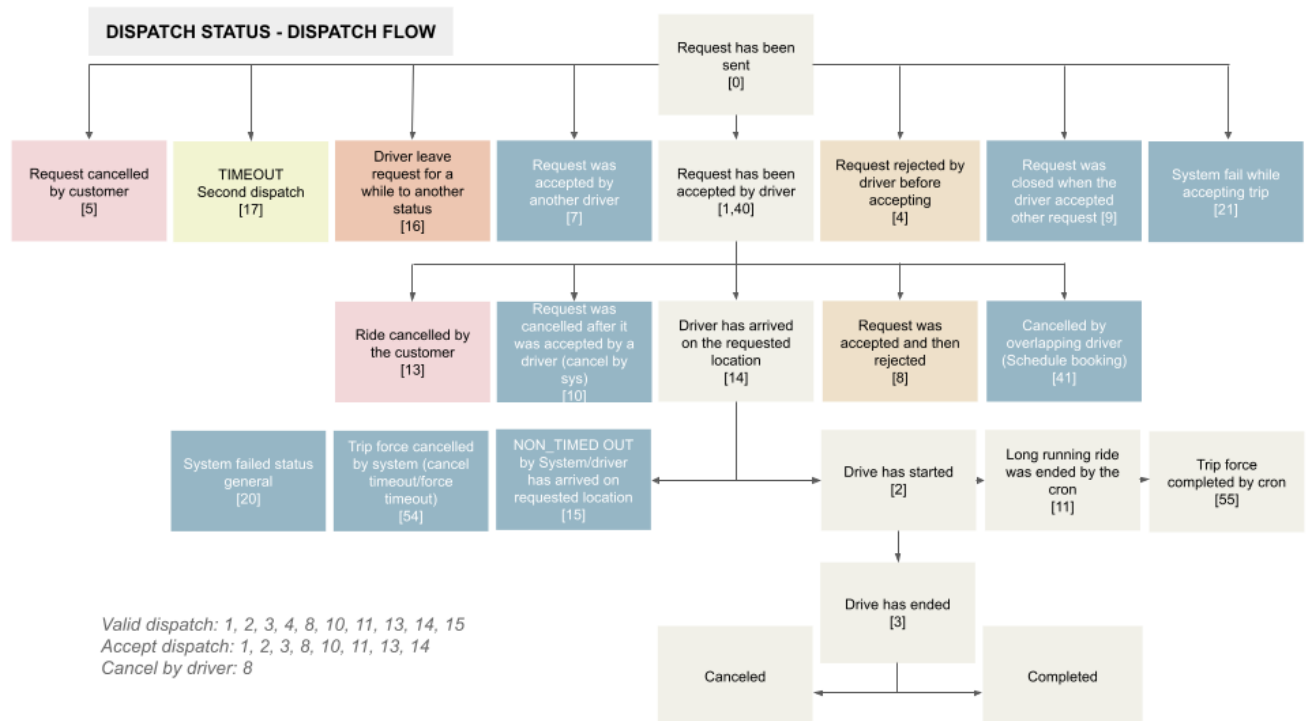 DISPATCH STATUS - DISPATCH FLOW
Request has been
sent
[0]
Request cancelled
by customer
[5]
TIMEOUT
Second dispatch
[17]
Driver leave
request for a
while to another
status
[16]
Request was
accepted by
another driver
[7]
Request has been
accepted by driver
[1,40]
Request rejected by
driver before
accepting
[4]
Request was
closed when the
driver accepted
other request [9]
System fail while
accepting trip
[21]
Ride cancelled by
the customer
[13]
Request was
cancelled after it
was accepted by a
driver (cancel by
sys)
[10]
Driver has arrived
on the requested
location
[14]
Request was
accepted and then
rejected
[8]
Cancelled by
overlapping driver
(Schedule booking)
[41]
System failed status
general
[20]
Trip force cancelled
by system (cancel
timeout/force
timeout)
[54]
NON_TIMED OUT
by System/driver
has arrived on
requested location
[15]
Drive has started
[2]
Long running ride
was ended by the
cron
[11]
Trip force
completed by cron
[55]
Drive has ended
[3]
Valid dispatch: 1, 2, 3, 4, 8, 10, 11, 13, 14, 15
Accept dispatch: 1, 2, 3, 8, 10, 11, 13, 14
Cancel by driver: 8
Canceled
Completed